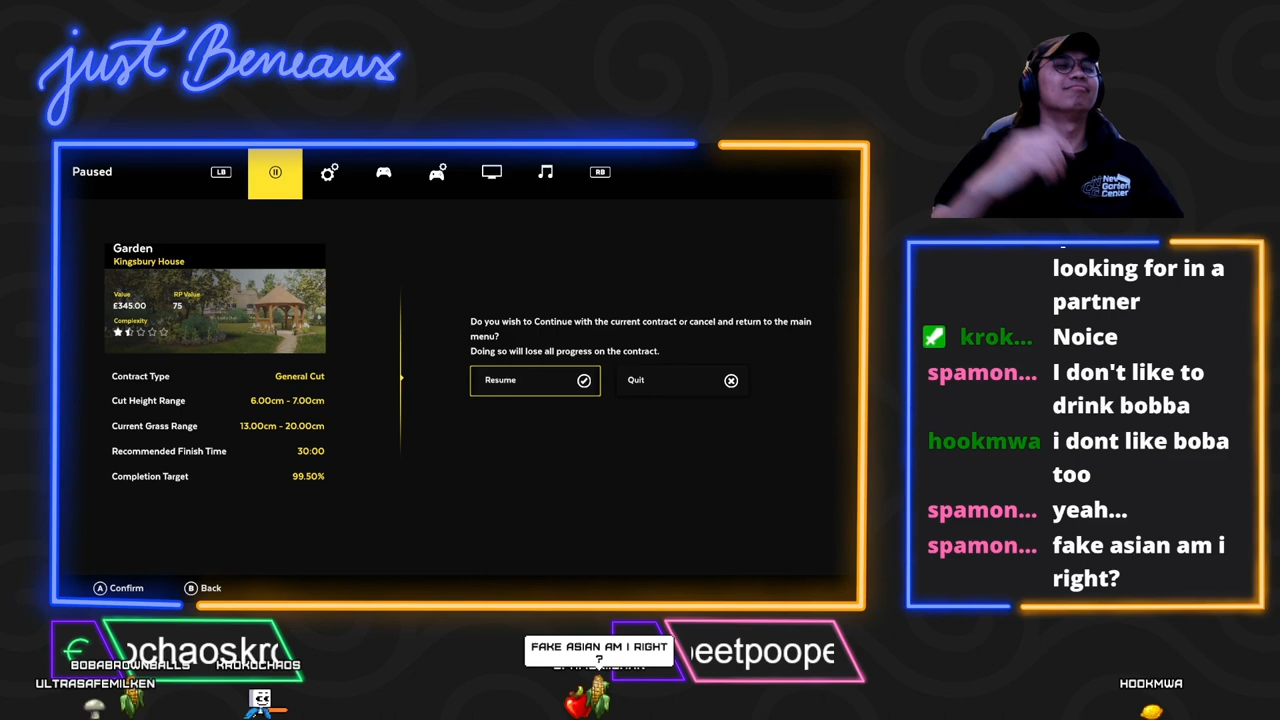 just Beneaux
Paused
LB
RB
Garden
Kingsbury House
Value
RP Value
£345.00
75
Complexity
Contract Type
General Cut
Cut Height Range
6.00cm - 7.00cm
Current Grass Range
13.00cm - 20.00cm
Recommended Finish Time
30:00
Completion Target
99.50%
Do you wish to Continue with the current contract or cancel and return to the main
menu?
Doing so will lose all progress on the contract.
Resume
Quit
A Confirm
B Back
New
Garden
Center
looking for in a
partner
krok... Noice
spamon... I don't like to
drink bobba
hookmwa i dont like boba
too
spamon... yeah...
spamon... fake asian am i
right?
€
ochaoskro
eetpoope
FAKE ASIAN AM I RIGHT
?
BOBABROWNBALLS
KROKOCHAOS
ULTRASAFEMILKEN
HOOKMWA